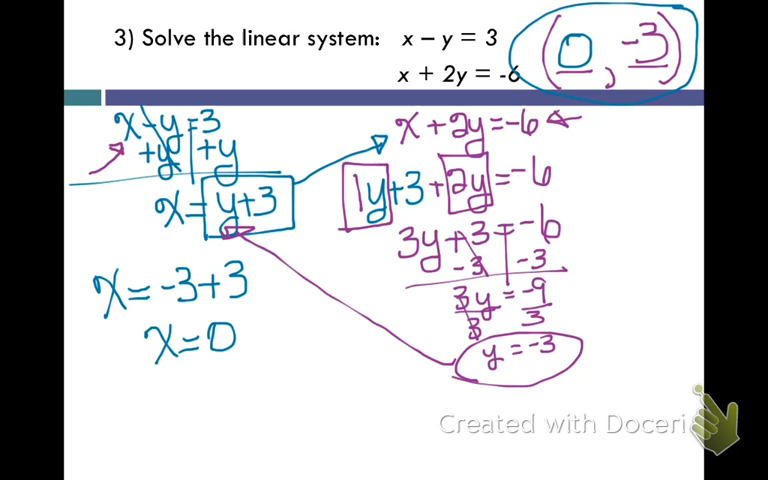 3) Solve the linear system: x – y = 3
x + 2y = -6
(0, -3)
x - y = 3
+y +y
x = y+3
x = -3+3
x = 0
x + 2y = -6
1y+3 + 2y = -6
3y + 3 = -6
-3 -3
3y = -9
3 3
y = -3
Created with Doceri